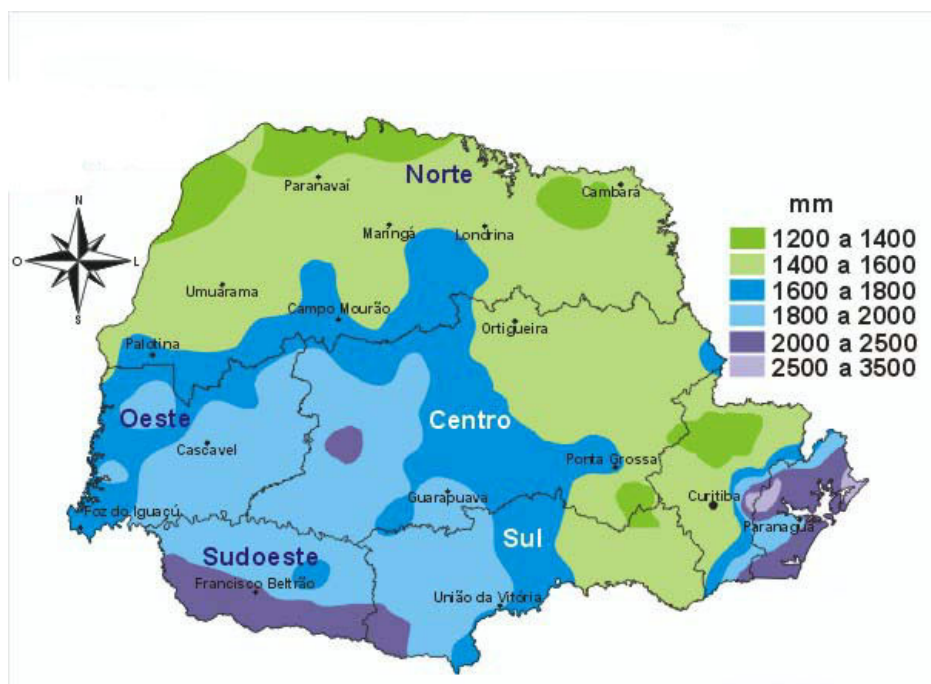 Norte
Paranavaí
Cambará
Maringá
Londrina
N
O
L
S
mm
1200 a 1400
1400 a 1600
1600 a 1800
1800 a 2000
2000 a 2500
2500 a 3500
Umuarama
Campo Mourão
Ortigueira
Palotina
Oeste
Centro
Cascavel
Ponta Grossa
Guarapuava
Curitiba
Foz do Iguaçú
Paranaguá
Sul
Sudoeste
Francisco Beltrão
União da Vitória